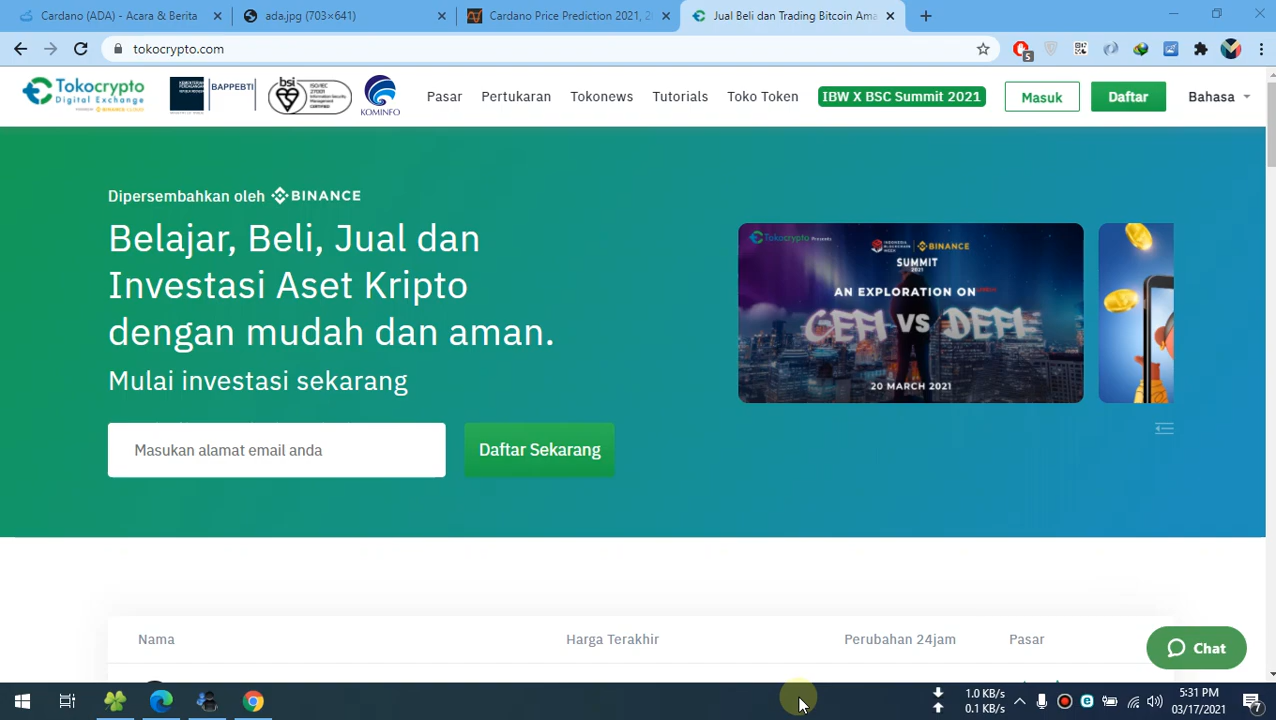 Cardano (ADA) - Acara & Berita
ada.jpg (703×641)
Cardano Price Prediction 2021, 2
Jual Beli dan Trading Bitcoin Ama
tokocrypto.com
5
Tokocrypto
Digital Exchange
BAPPEBTI
bsi
ISO/IEC
27001
KOMINFO
Pasar
Pertukaran
Tokonews
Tutorials
Toko Token
IBW X BSC Summit 2021
Masuk
Daftar
Bahasa
Dipersembahkan oleh BINANCE
Belajar, Beli, Jual dan
Investasi Aset Kripto
dengan mudah dan aman.
Mulai investasi sekarang
Masukan alamat email anda
Daftar Sekarang
Tokocrypto Presents
BINANCE
SUMMIT
2021
AN EXPLORATION ON
CEFI VS DEFI
20 MARCH 2021
Nama
Harga Terakhir
Perubahan 24jam
Pasar
Chat
1.0 KB/s
0.1 KB/s
5:31 PM
03/17/2021
7